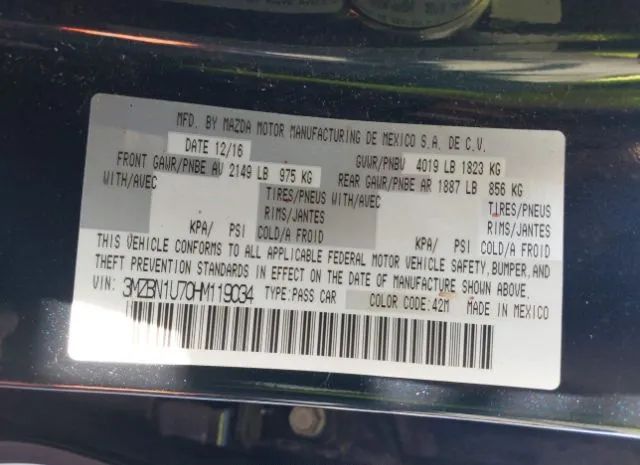 MFD. BY MAZDA MOTOR MANUFACTURING DE MEXICO S.A. DE C.V.
DATE 12/16 GVWR/PNBV 4019 LB 1823 KG
FRONT GAWR/PNBE AV 2149 LB 975 KG REAR GAWR/PNBE AR 1887 LB 856 KG
WITH/AVEC TIRES/PNEUS WITH/AVEC TIRES/PNEUS
RIMS/JANTES RIMS/JANTES
KPA/ PSI COLD/A FROID KPA/ PSI COLD/A FROID
THIS VEHICLE CONFORMS TO ALL APPLICABLE FEDERAL MOTOR VEHICLE SAFETY, BUMPER, AND
THEFT PREVENTION STANDARDS IN EFFECT ON THE DATE OF MANUFACTURE SHOWN ABOVE.
VIN: 3MZBN1U70HM119034 TYPE:PASS CAR COLOR CODE:42M MADE IN MEXICO